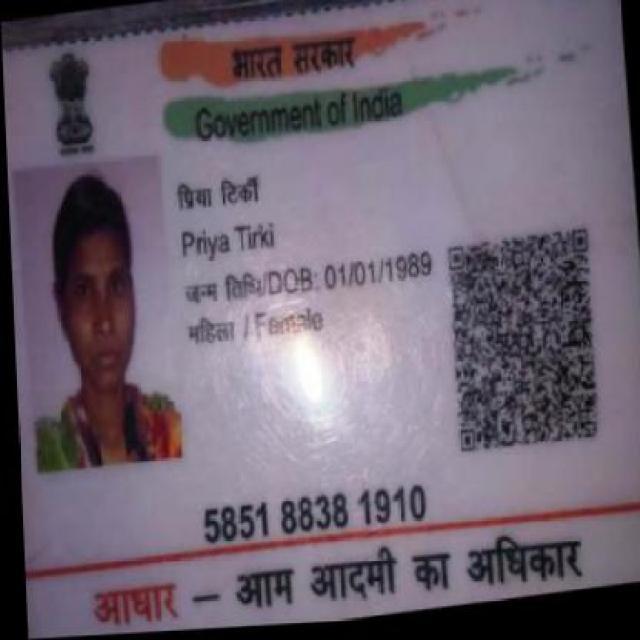 भारत सरकार
Government of India
प्रिया टिर्की
Priya Tirki
जन्म तिथि/DOB: 01/01/1989
महिला / Female
5851 8838 1910
आधार – आम आदमी का अधिकार